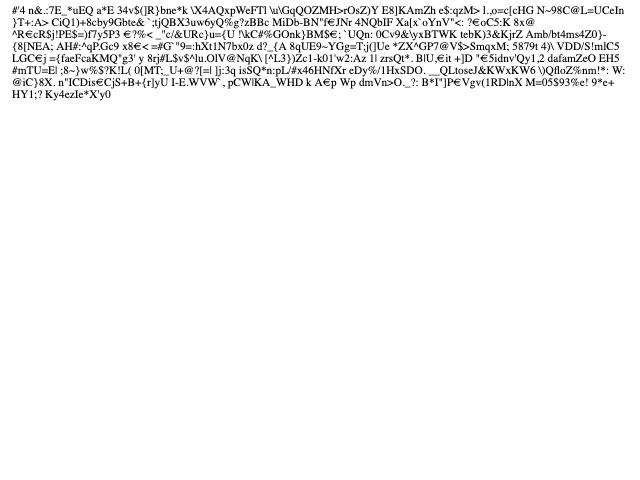 #'4 n&.:7E_*uEQ a*E 34v$(]R}bne*k \X4AQxpWeFTl \u\GqQOZMH>rOsZ)Y E8]KAmZh e$:qzM> l.,o=c[cHG N~98C@L=UCeIn
}T+:A> CiQ1)+8cby9Gbte&`;tjQBX3uw6yQ%g?zBBc MiDb-BN"f€JNr 4NQbIF Xa[x`oYnV"<: ?€oC5:K 8x@
^R€cR$j!PE$=)f7y5P3 €?%< _"c/&URc}u={U !\kC#%GOnk}BM$€; `UQn: 0Cv9&\yxBTWK tebK)3&KjrZ Amb/bt4ms4Z0}-
{8[NEA; AH#:^qP.Gc9 x8€< =#G`"9=:hXt1N7bx0z d?_{A 8qUE9~YGg=T;j(]Ue *ZX^GP7@V$>SmqxM; 5879t 4)\ VDD/S!mlC5
LGC€j ={faeFcaKMQ"g3' y 8rj#L$v$^lu.OlV@NqK\ [^L3})Zc1-k01'w2:Az 1| zrsQt*. B!U,€it +]D "€5idnv'Qy1,2 dafamZeO EH5
#mTU=E| ;8~}w%$?K!L( 0[MT;_U+@?[=| ]j:3q isSQ*n:pL/#x46HNfXr eDy%/1HxSDO. __QLtoseJ&KWxKW6 \)QfloZ%nm!*: W:
@iC}8X. n"ICDis€CjS+B+{r]yU I-E.WVW`, pCW|KA_WHD k A€p Wp dmVn>O._?: B*I"]P€Vgv(1RD|nX M=05$93%e! 9*e+
HY1;? Ky4ezIe*X'y0